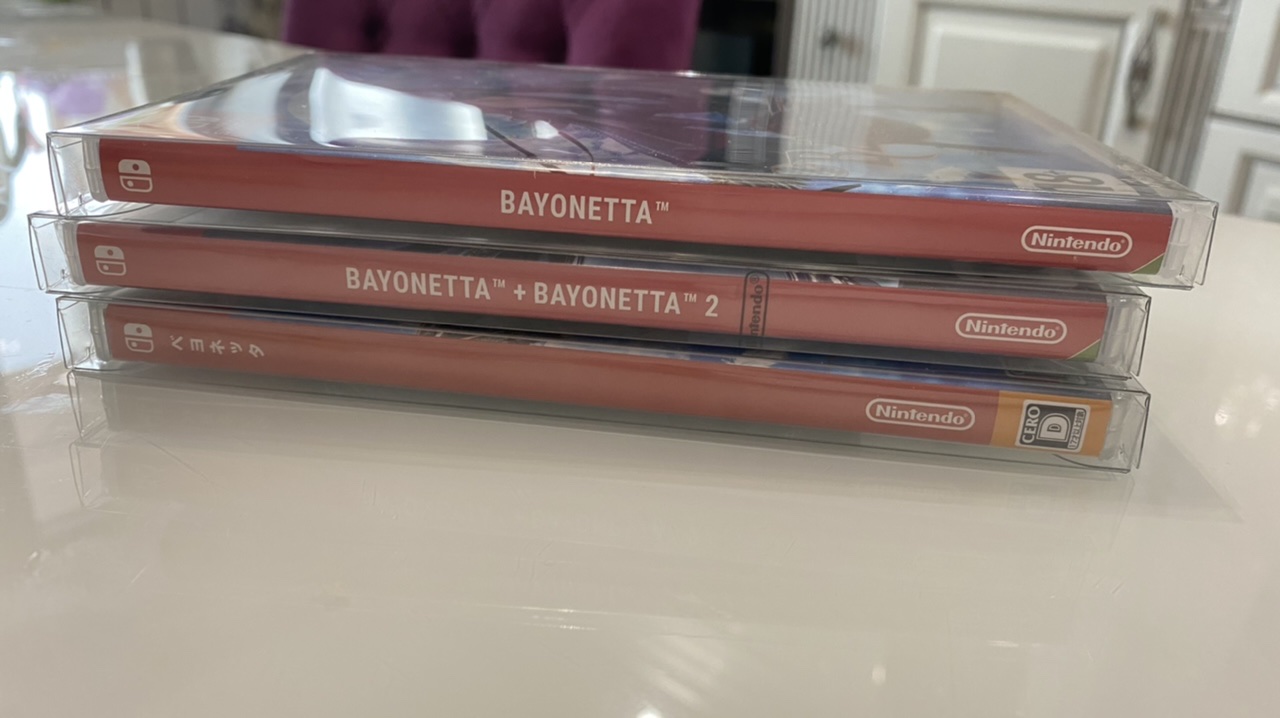 BAYONETTA™
Nintendo
BAYONETTA™ + BAYONETTA™ 2
Nintendo®
Nintendo
ベヨネッタ
Nintendo
CERO
D